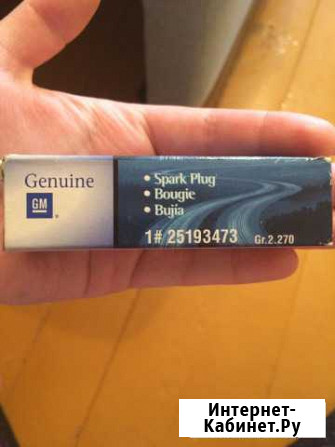 Genuine
GM
®
• Spark Plug
• Bougie
• Bujia
1# 25193473 Gr.2.270
Интернет-
Кабинет.Ру